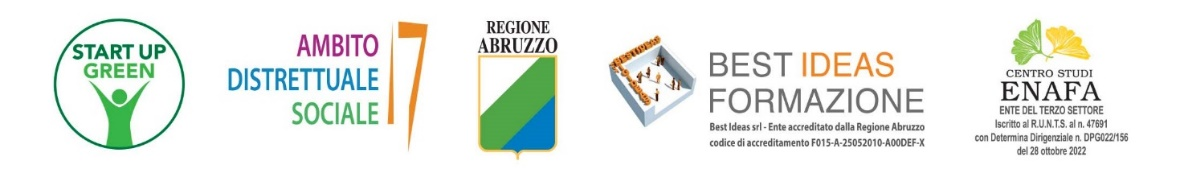 START UP
GREEN
AMBITO
DISTRETTUALE
SOCIALE
17
REGIONE
ABRUZZO
BEST IDEAS
FORMAZIONE
Best Ideas srl - Ente accreditato dalla Regione Abruzzo
codice di accreditamento F015-A-25052010-A00DEF-X
CENTRO STUDI
ENAFA
ENTE DEL TERZO SETTORE
Iscritto al R.U.N.T.S. al n. 47691
con Determina Dirigenziale n. DPG022/156
del 28 ottobre 2022